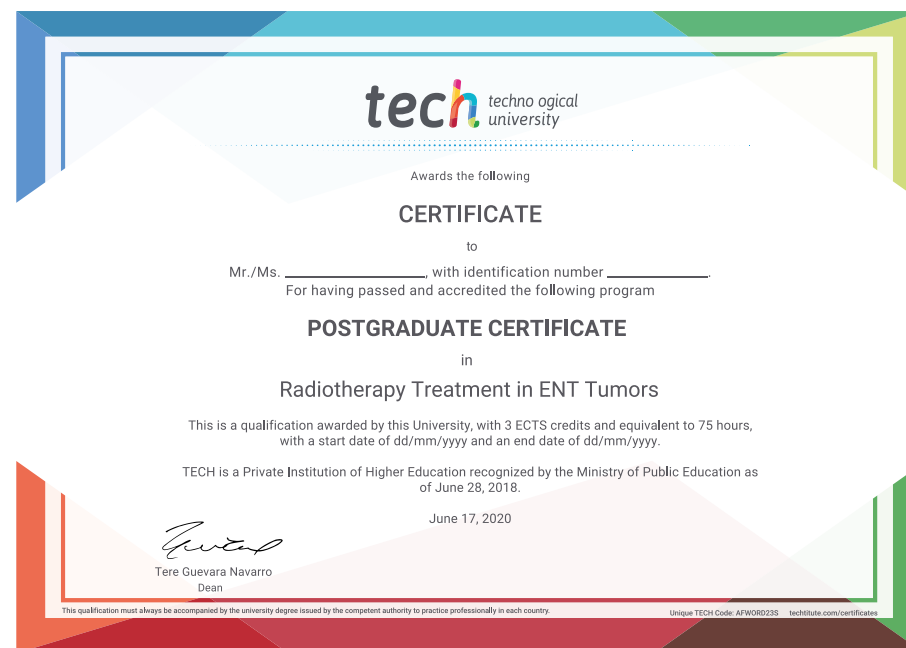 tech techno ogical
university
Awards the following
CERTIFICATE
to
Mr./Ms. ____________________, with identification number ______________.
For having passed and accredited the following program
POSTGRADUATE CERTIFICATE
in
Radiotherapy Treatment in ENT Tumors
This is a qualification awarded by this University, with 3 ECTS credits and equivalent to 75 hours,
with a start date of dd/mm/yyyy and an end date of dd/mm/yyyy.
TECH is a Private Institution of Higher Education recognized by the Ministry of Public Education as
of June 28, 2018.
June 17, 2020
Tere Guevara Navarro
Dean
This qualification must always be accompanied by the university degree issued by the competent authority to practice professionally in each country.
Unique TECH Code: AFWORD23S techtitute.com/certificates